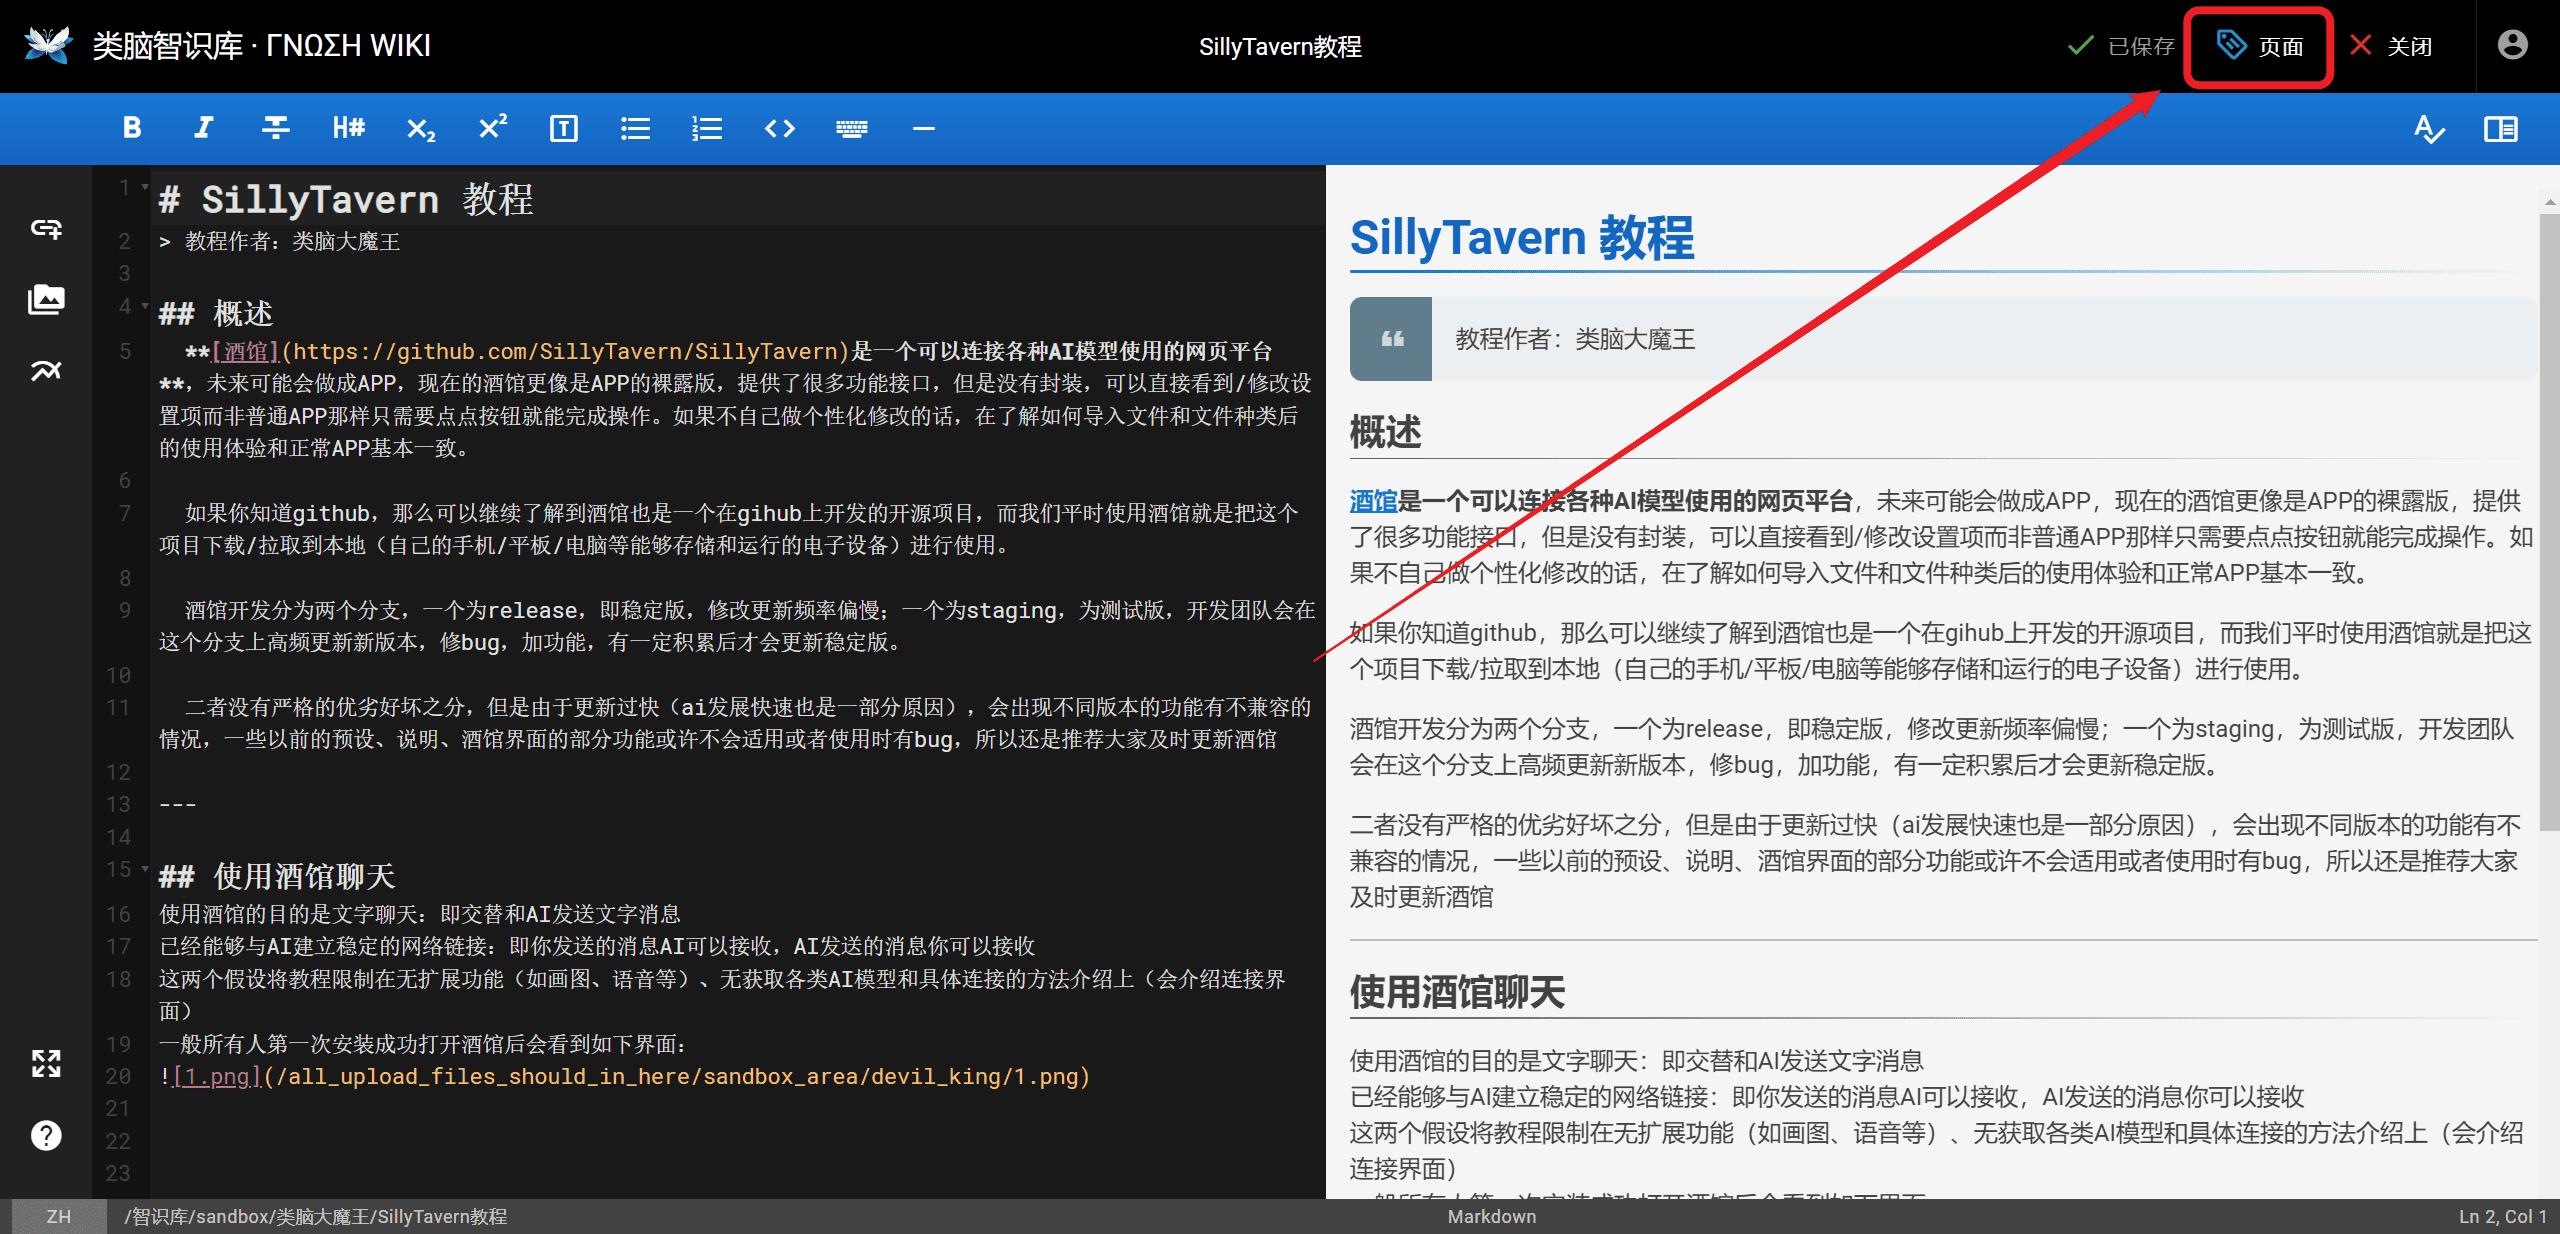 类脑智识库 · ΓΝΩΣΗ WIKI
SillyTavern教程
已保存
页面
关闭
B I H# X₂ X² T <>
1 # SillyTavern 教程
2 > 教程作者：类脑大魔王
3
4 ## 概述
5 **[酒馆](https://github.com/SillyTavern/SillyTavern)是一个可以连接各种AI模型使用的网页平台
**，未来可能会做成APP，现在的酒馆更像是APP的裸露版，提供了很多功能接口，但是没有封装，可以直接看到/修改设
置项而非普通APP那样只需要点点按钮就能完成操作。如果不自己做个性化修改的话，在了解如何导入文件和文件种类后
的使用体验和正常APP基本一致。
6
7 如果你知道github，那么可以继续了解到酒馆也是一个在gihub上开发的开源项目，而我们平时使用酒馆就是把这个
项目下载/拉取到本地（自己的手机/平板/电脑等能够存储和运行的电子设备）进行使用。
8
9 酒馆开发分为两个分支，一个为release，即稳定版，修改更新频率偏慢；一个为staging，为测试版，开发团队会在
这个分支上高频更新新版本，修bug，加功能，有一定积累后才会更新稳定版。
10
11 二者没有严格的优劣好坏之分，但是由于更新过快（ai发展快速也是一部分原因），会出现不同版本的功能有不兼容的
情况，一些以前的预设、说明、酒馆界面的部分功能或许不会适用或者使用时有bug，所以还是推荐大家及时更新酒馆
12
13 ---
14
15 ## 使用酒馆聊天
16 使用酒馆的目的是文字聊天：即交替和AI发送文字消息
17 已经能够与AI建立稳定的网络链接：即你发送的消息AI可以接收，AI发送的消息你可以接收
18 这两个假设将教程限制在无扩展功能（如画图、语音等）、无获取各类AI模型和具体连接的方法介绍上（会介绍连接界
面）
19 一般所有人第一次安装成功打开酒馆后会看到如下界面：
20 ![1.png](/all_upload_files_should_in_here/sandbox_area/devil_king/1.png)
21
22
23
SillyTavern 教程
教程作者：类脑大魔王
概述
酒馆是一个可以连接各种AI模型使用的网页平台，未来可能会做成APP，现在的酒馆更像是APP的裸露版，提供
了很多功能接口，但是没有封装，可以直接看到/修改设置项而非普通APP那样只需要点点按钮就能完成操作。如
果不自己做个性化修改的话，在了解如何导入文件和文件种类后的使用体验和正常APP基本一致。
如果你知道github，那么可以继续了解到酒馆也是一个在gihub上开发的开源项目，而我们平时使用酒馆就是把这
个项目下载/拉取到本地（自己的手机/平板/电脑等能够存储和运行的电子设备）进行使用。
酒馆开发分为两个分支，一个为release，即稳定版，修改更新频率偏慢；一个为staging，为测试版，开发团队
会在这个分支上高频更新新版本，修bug，加功能，有一定积累后才会更新稳定版。
二者没有严格的优劣好坏之分，但是由于更新过快（ai发展快速也是一部分原因），会出现不同版本的功能有不
兼容的情况，一些以前的预设、说明、酒馆界面的部分功能或许不会适用或者使用时有bug，所以还是推荐大家
及时更新酒馆
使用酒馆聊天
使用酒馆的目的是文字聊天：即交替和AI发送文字消息
已经能够与AI建立稳定的网络链接：即你发送的消息AI可以接收，AI发送的消息你可以接收
这两个假设将教程限制在无扩展功能（如画图、语音等）、无获取各类AI模型和具体连接的方法介绍上（会介绍
连接界面）
一般所有人第一次安装成功打开酒馆后会看到如下界面
ZH
/智识库/sandbox/类脑大魔王/SillyTavern教程
Markdown
Ln 2, Col 1